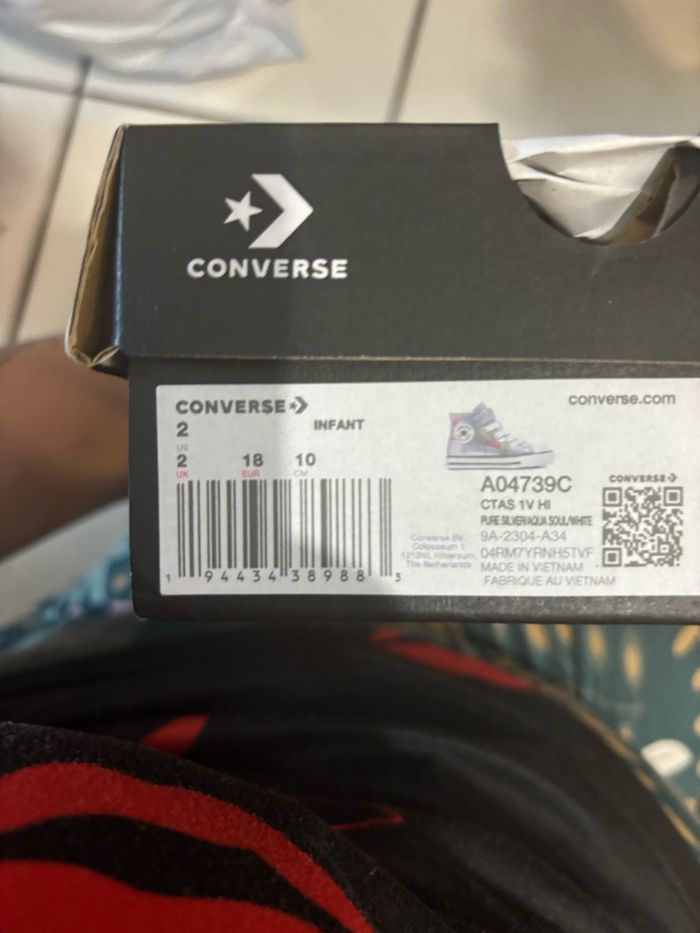 CONVERSE
CONVERSE
converse.com
2
US
INFANT
2 18 10
UK EUR CM
1 94434 38988 3
A04739C
CTAS 1V HI
PURE SILVER/AQUA SOUL/WHITE
9A-2304-A34
04RM7YRNH5TVF
MADE IN VIETNAM
FABRIQUE AU VIETNAM
Converse BV,
Colosseum 1
1213NL Hilversum,
The Netherlands
CONVERSE